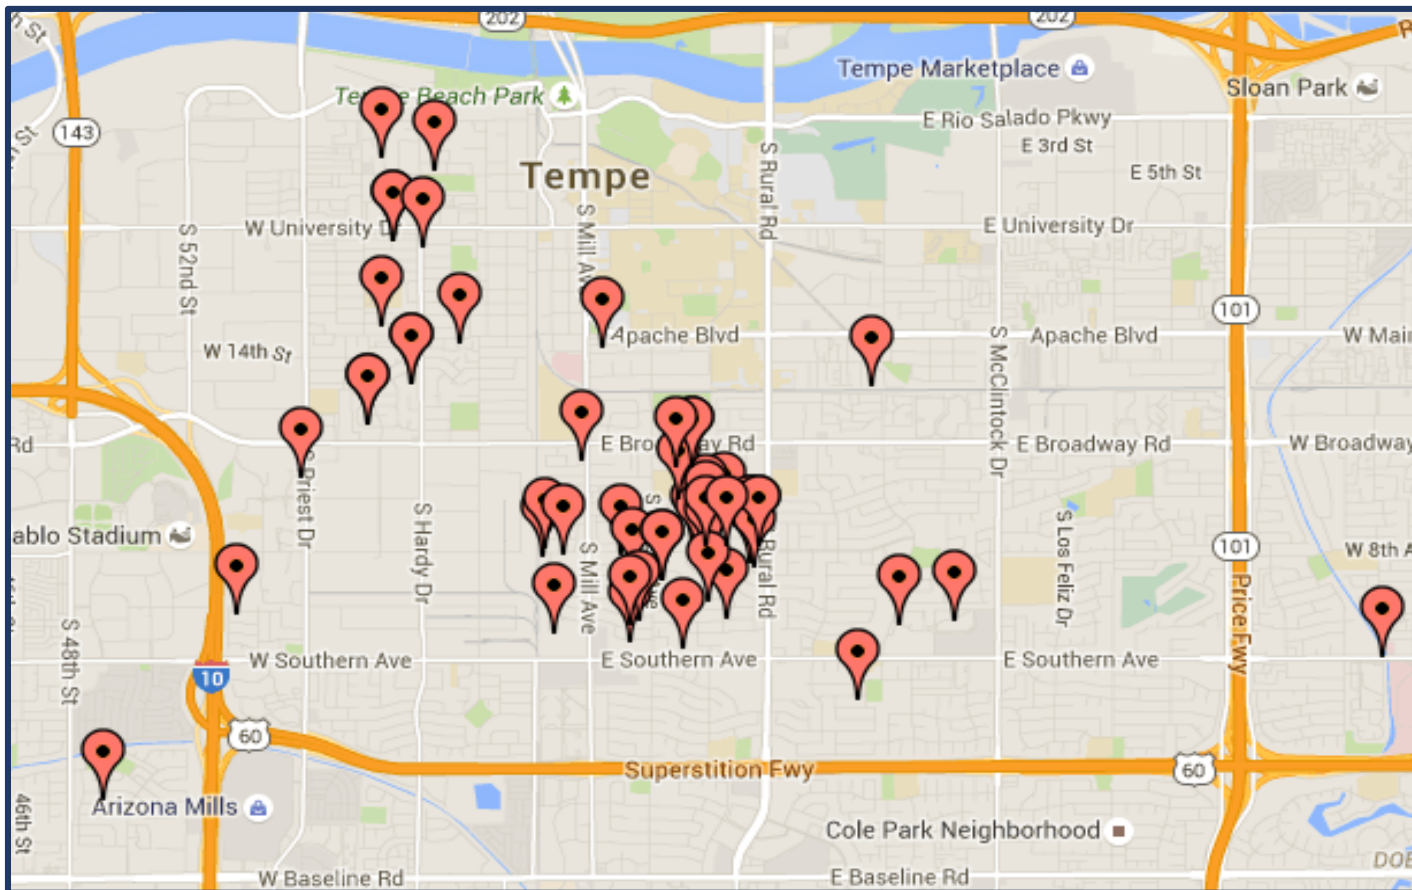 202
202
h St
Tempe Marketplace
Sloan Park
Beach Park
143
E Rio Salado Pkwy
E 3rd St
St
E 5th St
Tempe
S Rural Rd
W University Dr
S Mill Ave
E University Dr
S 52nd St
101
Apache Blvd
Apache Blvd
W Main
W 14th St
S McClintock Dr
Rd
E Broadway Rd
E Broadway Rd
W Broadway
S Priest Dr
S Hardy Dr
ablo Stadium
S Mill Ave
S
Ave
Rural Rd
S Los Feliz Dr
101
W 8th A
Price Fwy
S 48th St
W Southern Ave
E Southern Ave
E Southern Ave
10
60
Superstition Fwy
60
Arizona Mills
46th St
Cole Park Neighborhood
W Baseline Rd
E Baseline Rd